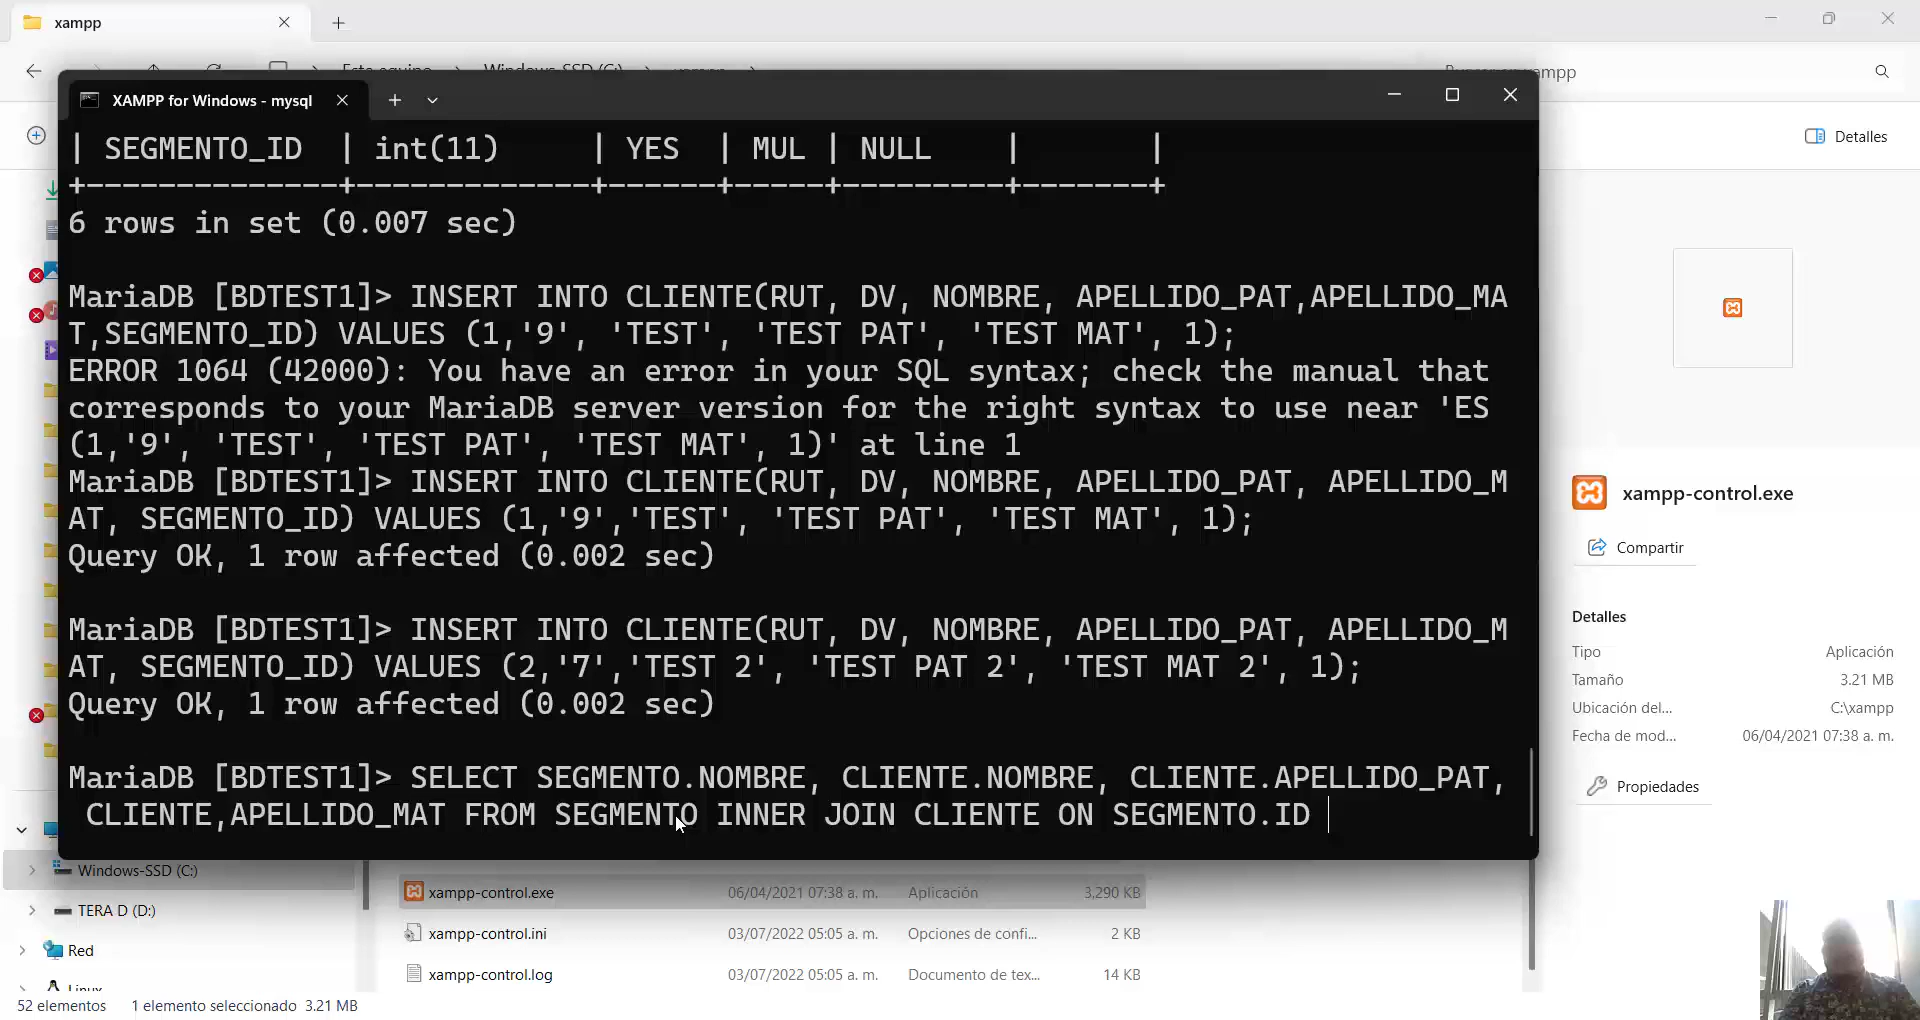 xampp
XAMPP for Windows - mysql
Detalles
| SEGMENTO_ID | int(11) | YES | MUL | NULL | |
+--------------+-------------+------+-----+---------+-------+
6 rows in set (0.007 sec)
MariaDB [BDTEST1]> INSERT INTO CLIENTE(RUT, DV, NOMBRE, APELLIDO_PAT,APELLIDO_MA
T,SEGMENTO_ID) VALUES (1,'9', 'TEST', 'TEST PAT', 'TEST MAT', 1);
ERROR 1064 (42000): You have an error in your SQL syntax; check the manual that
corresponds to your MariaDB server version for the right syntax to use near 'ES
(1,'9', 'TEST', 'TEST PAT', 'TEST MAT', 1)' at line 1
MariaDB [BDTEST1]> INSERT INTO CLIENTE(RUT, DV, NOMBRE, APELLIDO_PAT, APELLIDO_M
AT, SEGMENTO_ID) VALUES (1,'9','TEST', 'TEST PAT', 'TEST MAT', 1);
Query OK, 1 row affected (0.002 sec)
MariaDB [BDTEST1]> INSERT INTO CLIENTE(RUT, DV, NOMBRE, APELLIDO_PAT, APELLIDO_M
AT, SEGMENTO_ID) VALUES (2,'7','TEST 2', 'TEST PAT 2', 'TEST MAT 2', 1);
Query OK, 1 row affected (0.002 sec)
MariaDB [BDTEST1]> SELECT SEGMENTO.NOMBRE, CLIENTE.NOMBRE, CLIENTE.APELLIDO_PAT,
CLIENTE,APELLIDO_MAT FROM SEGMENTO INNER JOIN CLIENTE ON SEGMENTO.ID
xampp-control.exe
Compartir
Detalles
Tipo Aplicación
Tamaño 3.21 MB
Ubicación del... C:\xampp
Fecha de mod... 06/04/2021 07:38 a. m.
Propiedades
Windows-SSD (C:)
TERA D (D:)
Red
Linux
xampp-control.exe 06/04/2021 07:38 a. m. Aplicación 3,290 KB
xampp-control.ini 03/07/2022 05:05 a. m. Opciones de confi... 2 KB
xampp-control.log 03/07/2022 05:05 a. m. Documento de tex... 14 KB
52 elementos 1 elemento seleccionado 3.21 MB